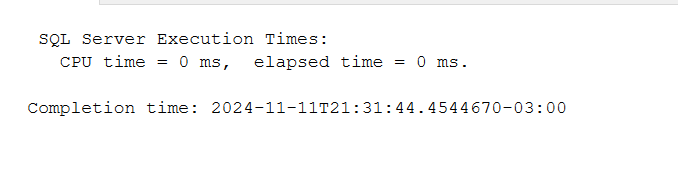 SQL Server Execution Times:
CPU time = 0 ms,  elapsed time = 0 ms.
Completion time: 2024-11-11T21:31:44.4544670-03:00